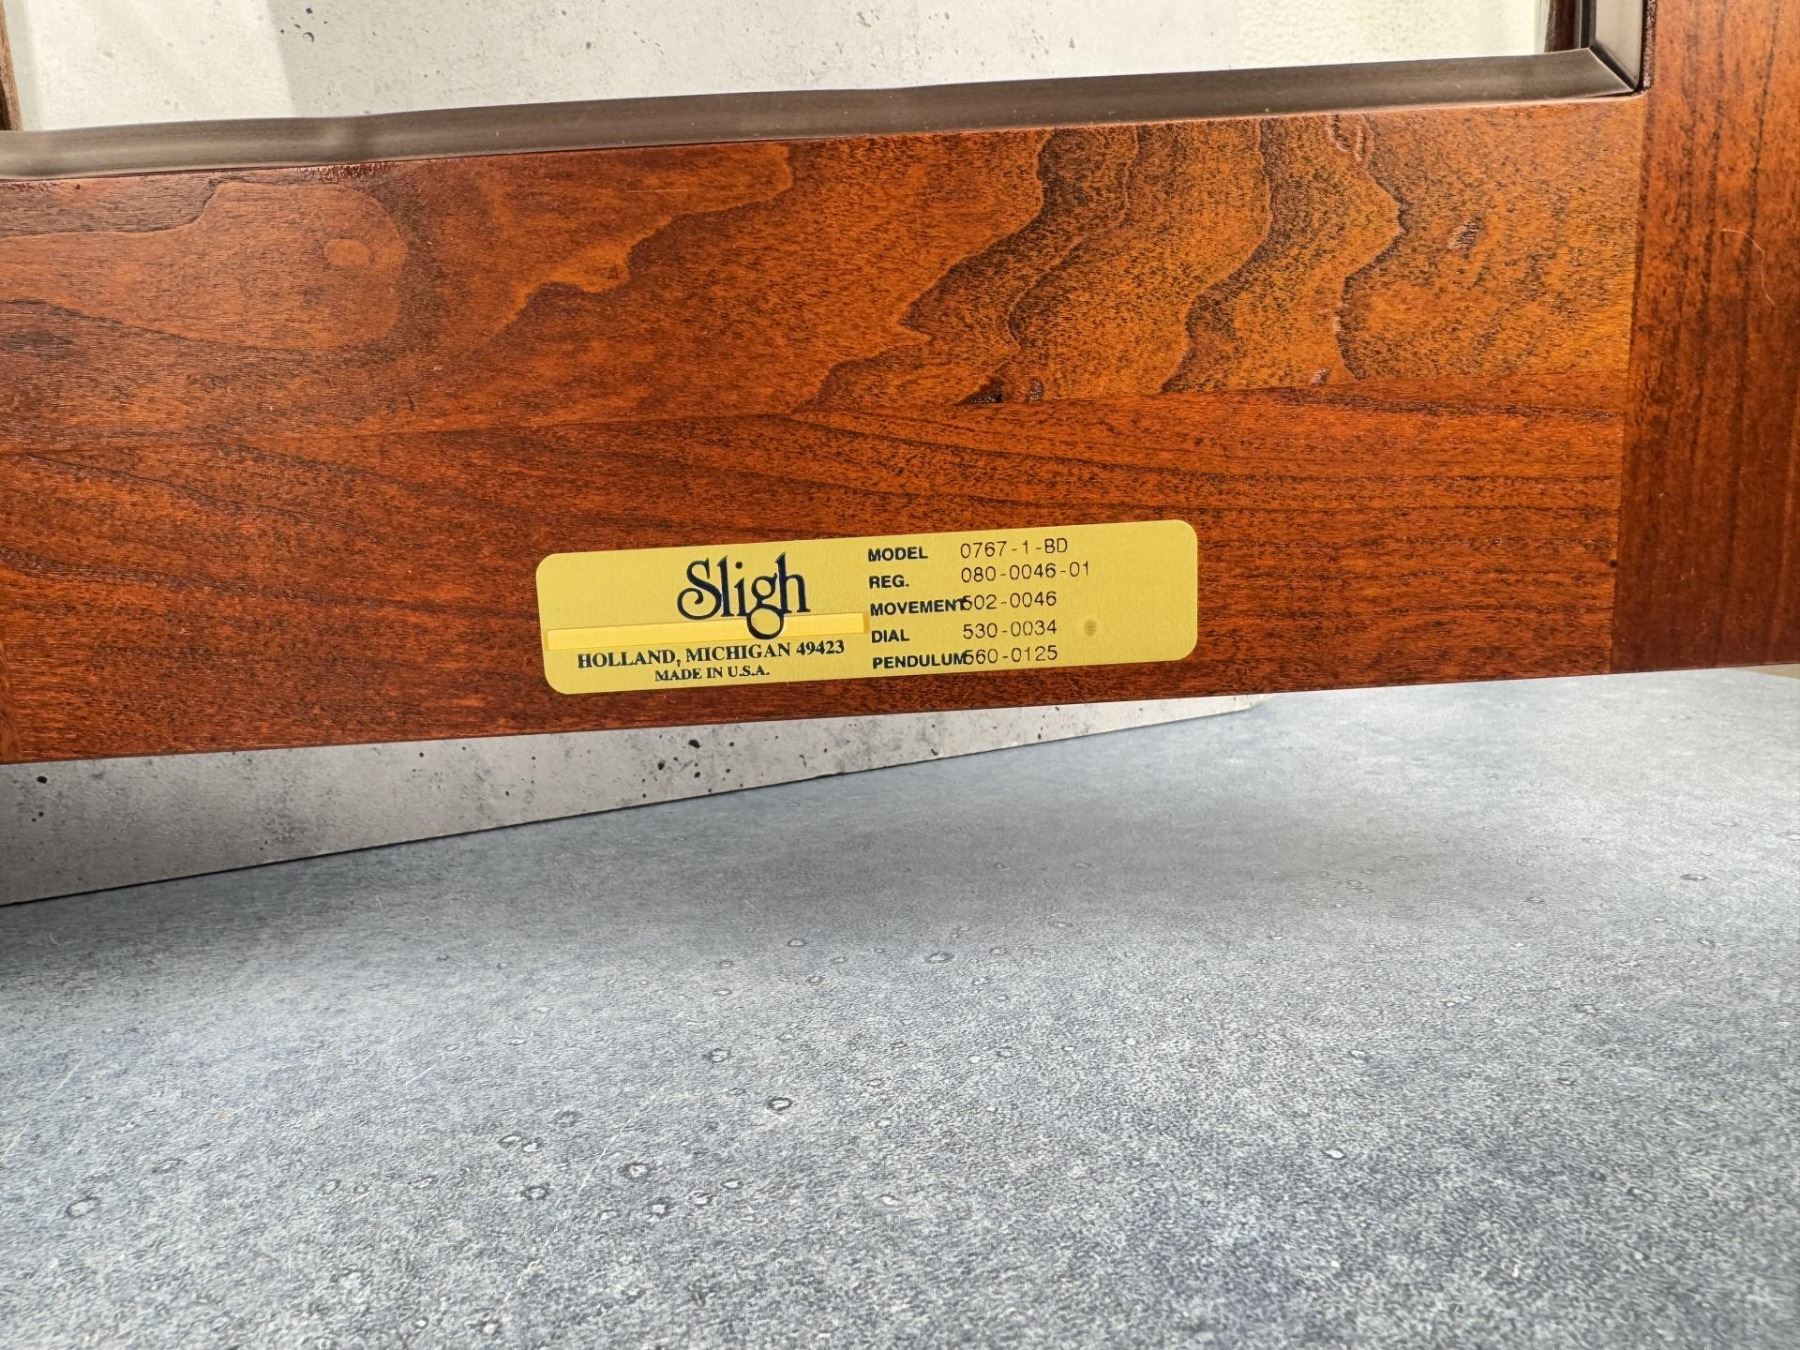 Sligh
HOLLAND, MICHIGAN 49423
MADE IN U.S.A.
MODEL 0767-1-BD
REG. 080-0046-01
MOVEMENT 502-0046
DIAL 530-0034
PENDULUM 560-0125